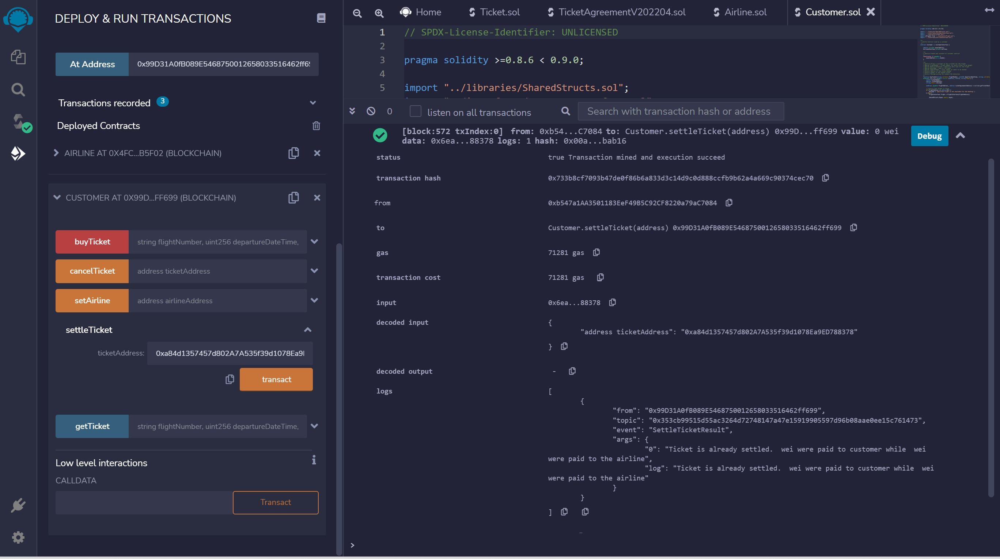 DEPLOY & RUN TRANSACTIONS
At Address
0x99D31A0fB089E5468750012658033516462ff69
Transactions recorded 3
Deployed Contracts
AIRLINE AT 0X4FC...B5F02 (BLOCKCHAIN)
CUSTOMER AT 0X99D...FF699 (BLOCKCHAIN)
buyTicket string flightNumber, uint256 departureDateTime,
cancelTicket address ticketAddress
setAirline address airlineAddress
settleTicket
ticketAddress: 0xa84d1357457d802A7A535f39d1078Ea9
transact
getTicket string flightNumber, uint256 departureDateTime,
Low level interactions
CALLDATA
Transact
Home Ticket.sol TicketAgreementV202204.sol Airline.sol Customer.sol
1 // SPDX-License-Identifier: UNLICENSED
2
3 pragma solidity >=0.8.6 < 0.9.0;
4
5 import "../libraries/SharedStructs.sol";
0 listen on all transactions Search with transaction hash or address
[block:572 txIndex:0] from: 0xb54...C7084 to: Customer.settleTicket(address) 0x99D...ff699 value: 0 wei
data: 0x6ea...88378 logs: 1 hash: 0x00a...bab16
Debug
status true Transaction mined and execution succeed
transaction hash 0x733b8cf7093b47de0f86b6a833d3c14d9c0d888ccfb9b62a4a669c90374cec70
from 0xb547a1AA3501183EeF49B5C92CF8220a79aC7084
to Customer.settleTicket(address) 0x99D31A0fB089E5468750012658033516462ff699
gas 71281 gas
transaction cost 71281 gas
input 0x6ea...88378
decoded input {
"address ticketAddress": "0xa84d1357457d802A7A535f39d1078Ea9ED788378"
}
decoded output -
logs [
{
"from": "0x99D31A0fB089E5468750012658033516462ff699",
"topic": "0x353cb99515d55ac3264d72748147a47e15919905597d96b08aae0ee15c761473",
"event": "SettleTicketResult",
"args": {
"0": "Ticket is already settled.  wei were paid to customer while  wei
were paid to the airline",
"log": "Ticket is already settled.  wei were paid to customer while  wei
were paid to the airline"
}
}
]
>